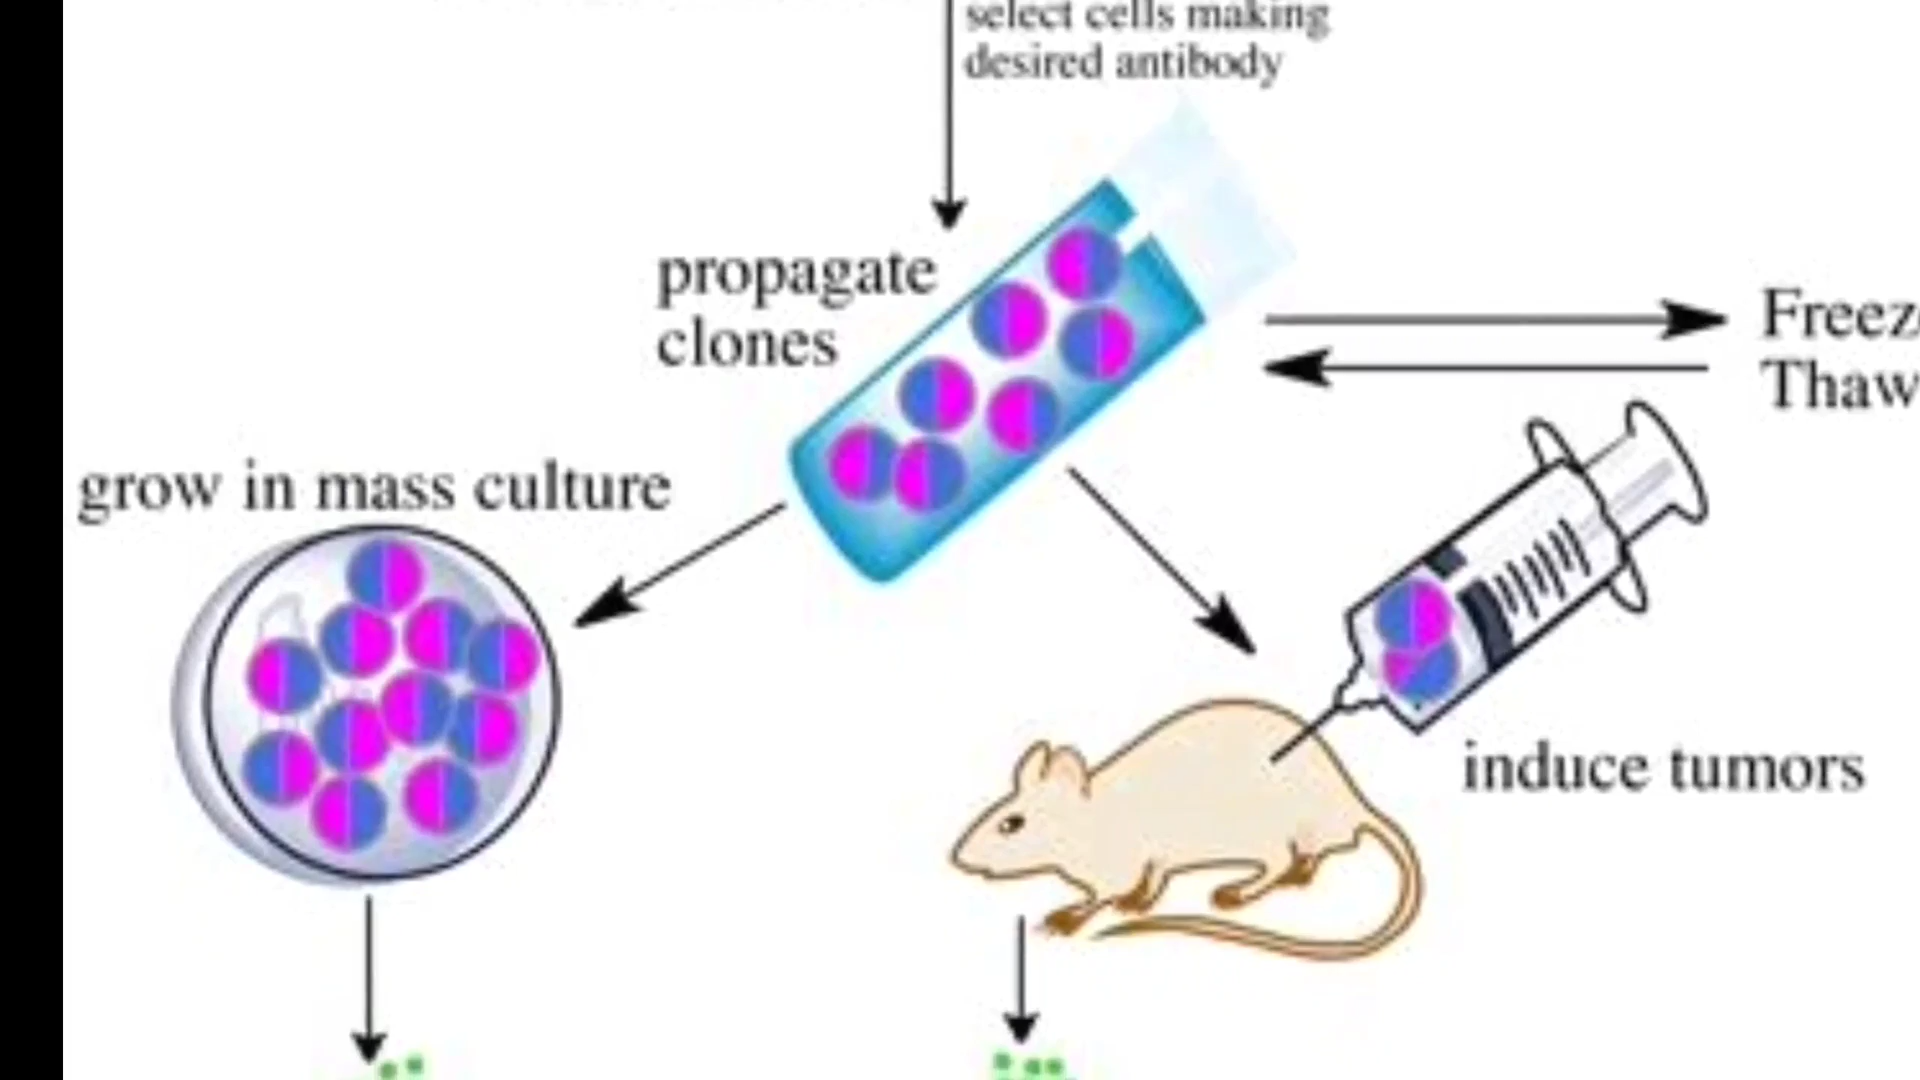 select cells making
desired antibody
propagate
clones
Freez
Thaw
grow in mass culture
induce tumors